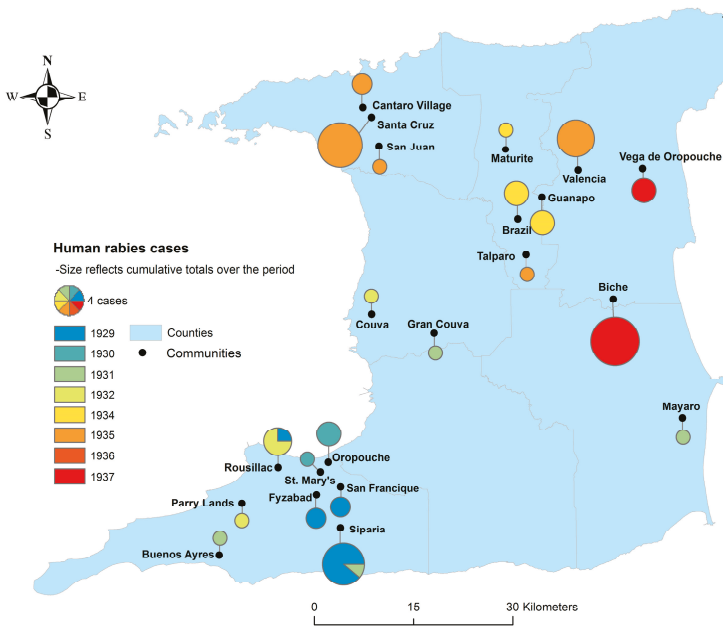 N
W
E
S
Cantaro Village
Santa Cruz
San Juan
Maturite
Valencia
Vega de Oropouche
Guanapo
Brazil
Talparo
Biche
Human rabies cases
-Size reflects cumulative totals over the period
4 cases
1929
1930
1931
1932
1934
1935
1936
1937
Counties
Communities
Couva
Gran Couva
Mayaro
Rousillac
Oropouche
St. Mary's
San Francique
Fyzabad
Parry Lands
Siparia
Buenos Ayres
0 15 30 Kilometers